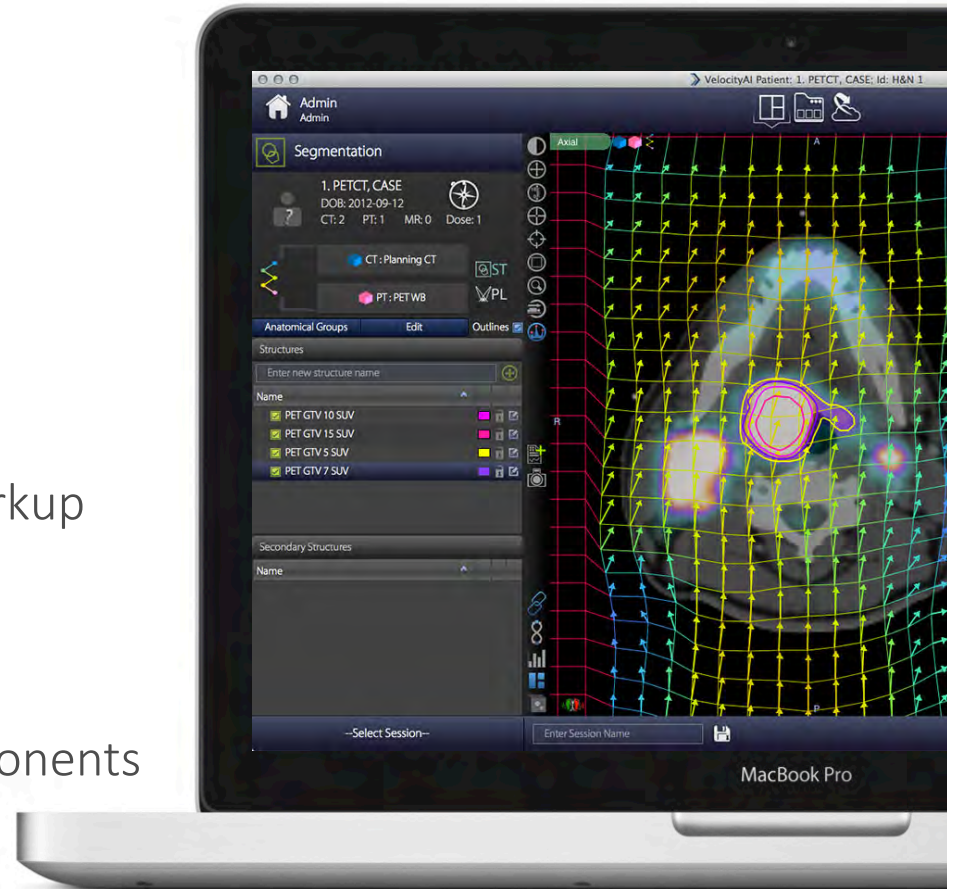 VelocityAI Patient: 1. PETCT, CASE; Id: H&N 1
Admin
Admin
Segmentation
1. PETCT, CASE
DOB: 2012-09-12
CT: 2 PT: 1 MR: 0 Dose: 1
?
CT : Planning CT
ST
PT : PET WB
PL
Anatomical Groups Edit Outlines
Structures
Enter new structure name
Name
PET GTV 10 SUV
PET GTV 15 SUV
PET GTV 5 SUV
PET GTV 7 SUV
Secondary Structures
Name
--Select Session--
Axial
A
R
P
Enter Session Name
MacBook Pro
rkup
onents